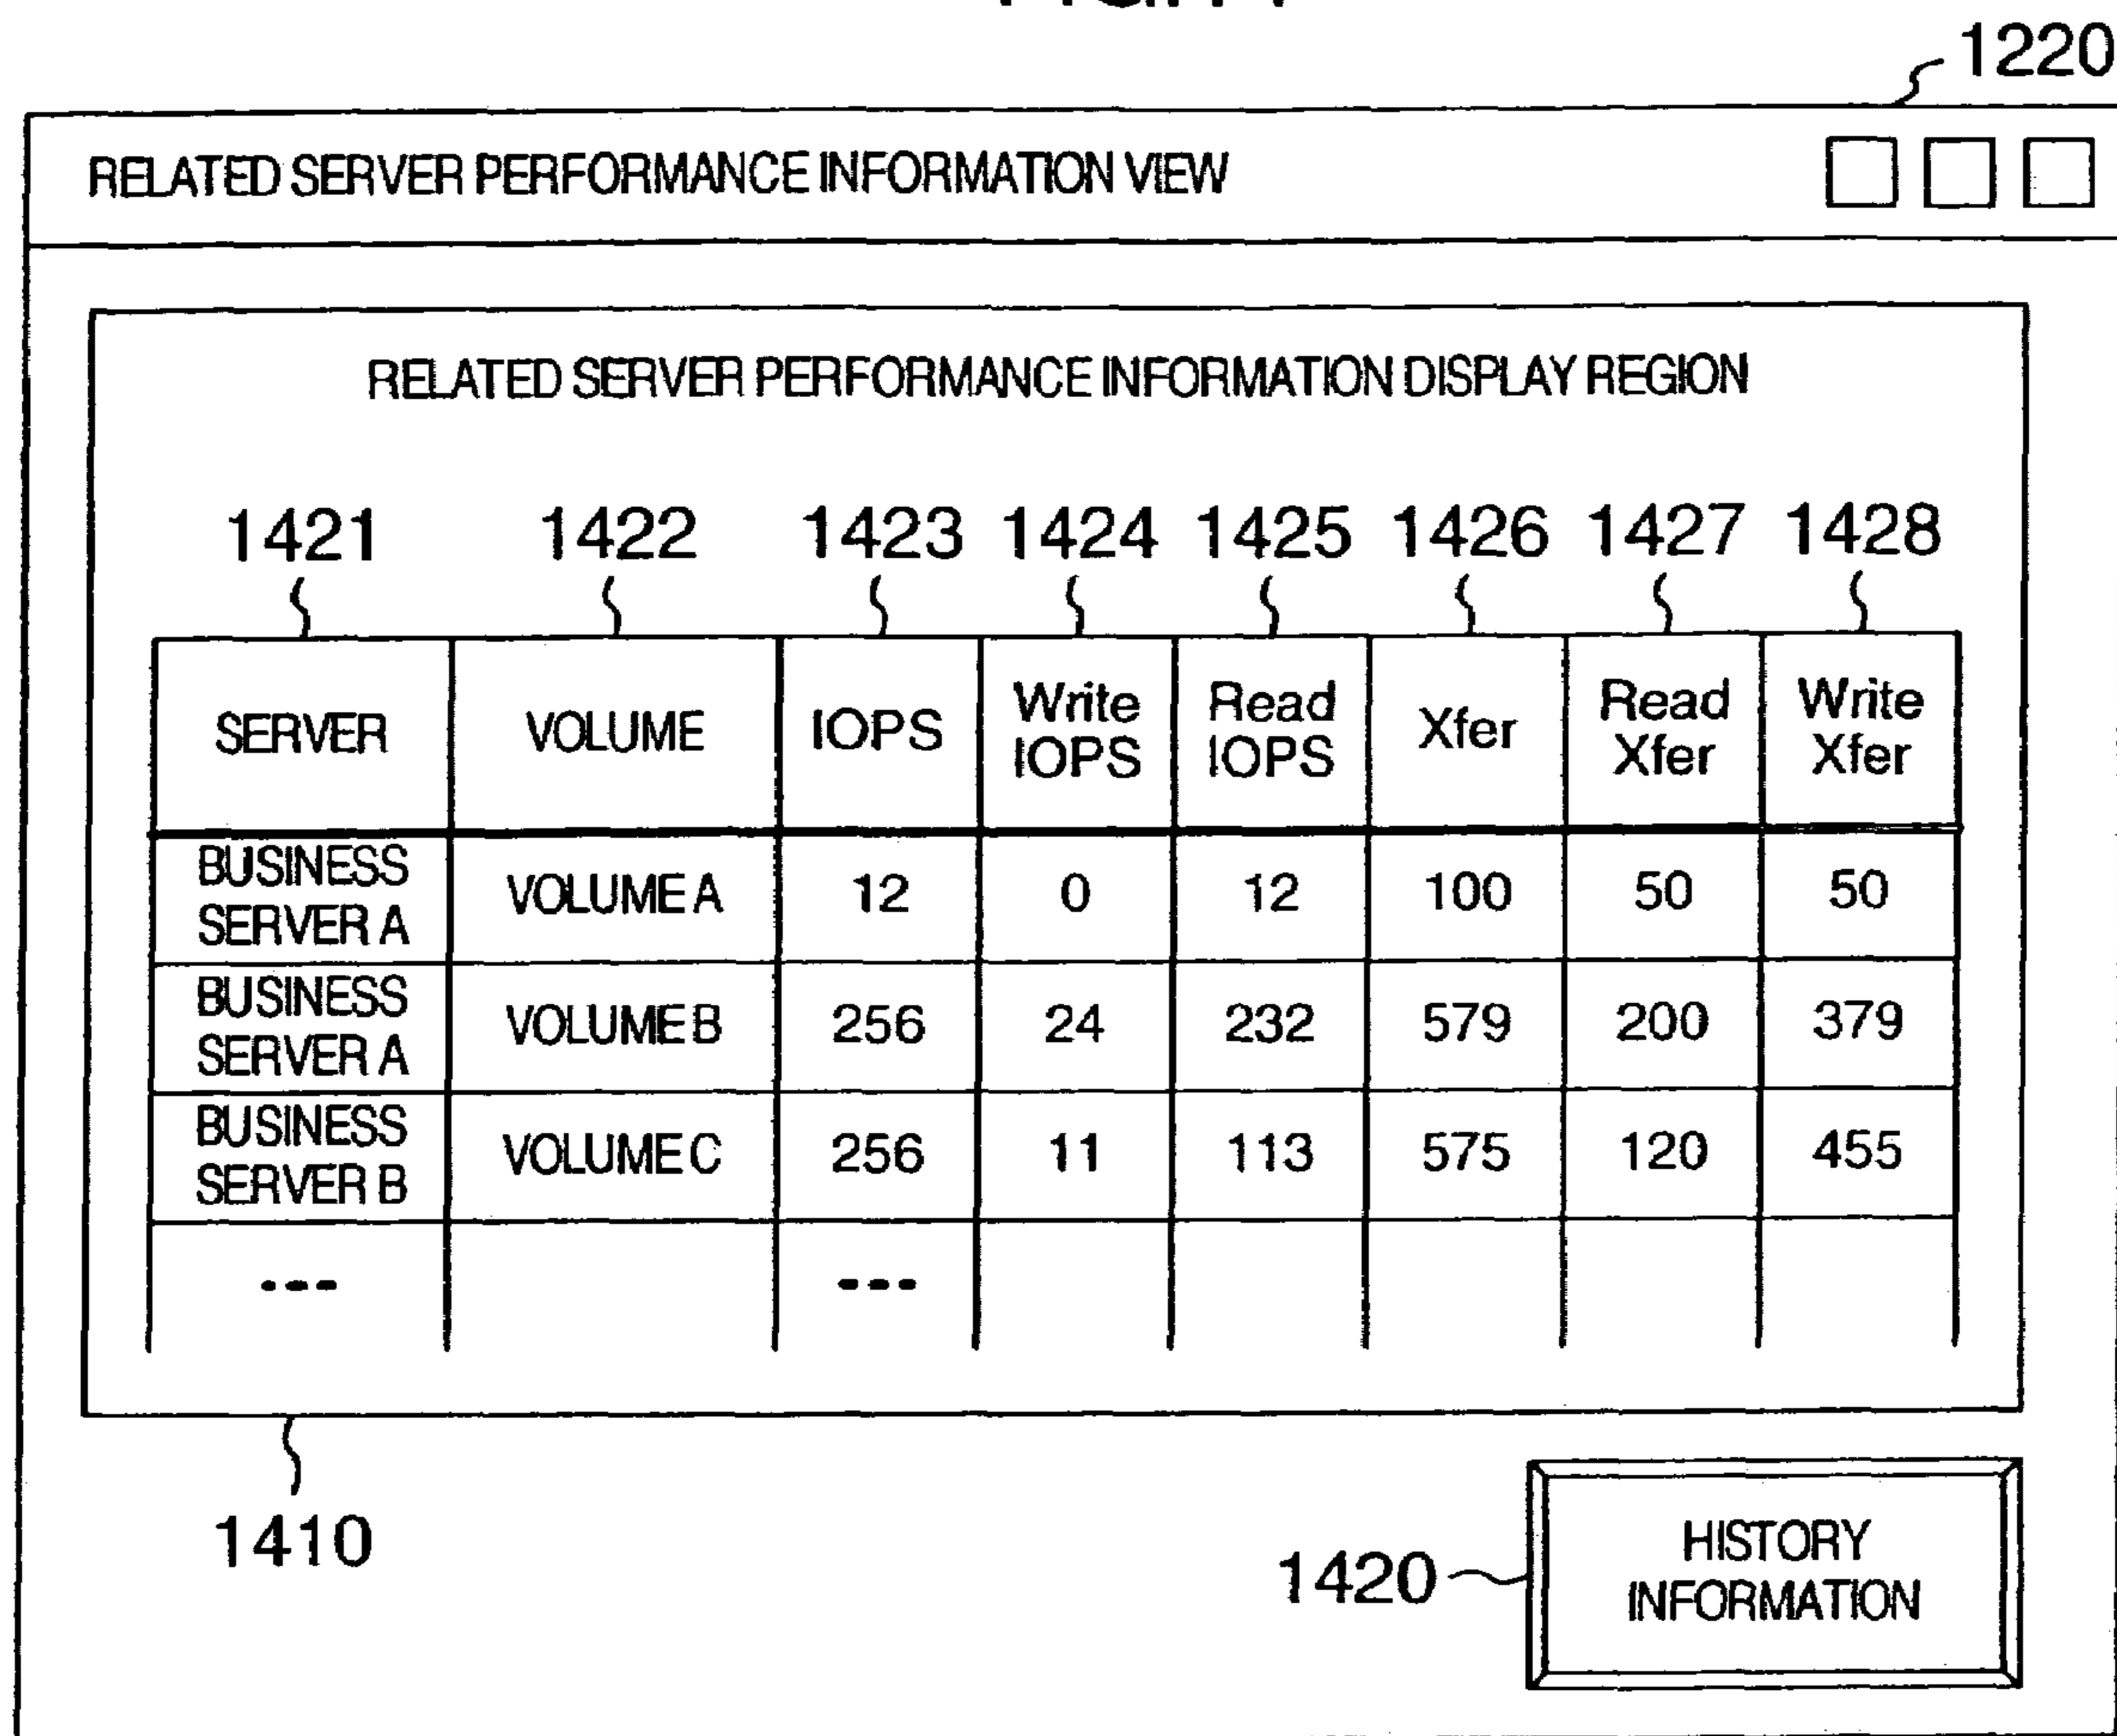 1220
RELATED SERVER PERFORMANCE INFORMATION VIEW
RELATED SERVER PERFORMANCE INFORMATION DISPLAY REGION
1421 1422 1423 1424 1425 1426 1427 1428
SERVER VOLUME IOPS Write IOPS Read IOPS Xfer Read Xfer Write Xfer
BUSINESS SERVER A VOLUME A 12 0 12 100 50 50
BUSINESS SERVER A VOLUME B 256 24 232 579 200 379
BUSINESS SERVER B VOLUME C 256 11 113 575 120 455
--- ---
1410
1420
HISTORY
INFORMATION